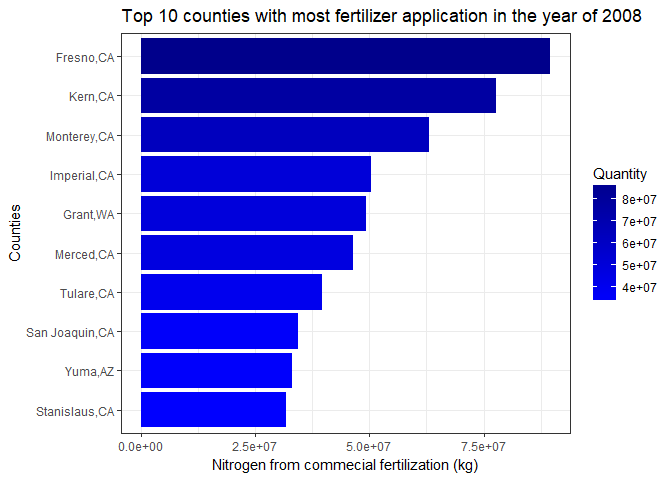 Top 10 counties with most fertilizer application in the year of 2008
Fresno,CA
Kern,CA
Monterey,CA
Imperial,CA
Grant,WA
Merced,CA
Tulare,CA
San Joaquin,CA
Yuma,AZ
Stanislaus,CA
Counties
0.0e+00 2.5e+07 5.0e+07 7.5e+07
Nitrogen from commecial fertilization (kg)
Quantity
8e+07
7e+07
6e+07
5e+07
4e+07